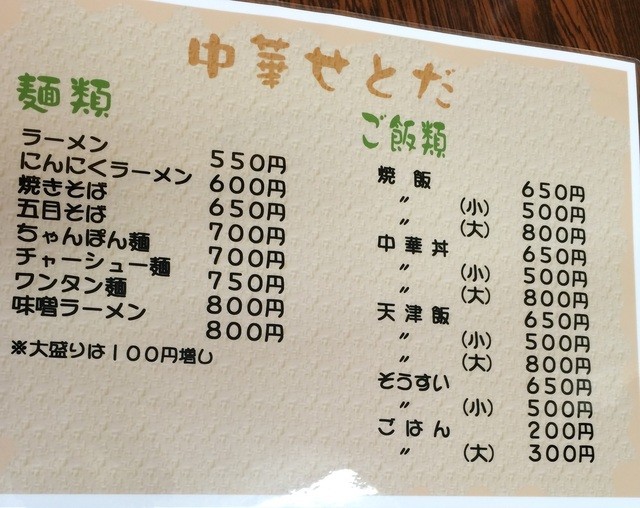 中華せとだ
麺類
ラーメン 550円
にんにくラーメン 600円
焼きそば 650円
五目そば 700円
ちゃんぽん麺 700円
チャーシュー麺 750円
ワンタン麺 800円
味噌ラーメン 800円
※大盛りは100円増し
ご飯類
焼飯 650円
〃 (小) 500円
〃 (大) 800円
中華丼 650円
〃 (小) 500円
〃 (大) 800円
天津飯 650円
〃 (小) 500円
〃 (大) 800円
そうすい 650円
〃 (小) 500円
ごはん 200円
〃 (大) 300円